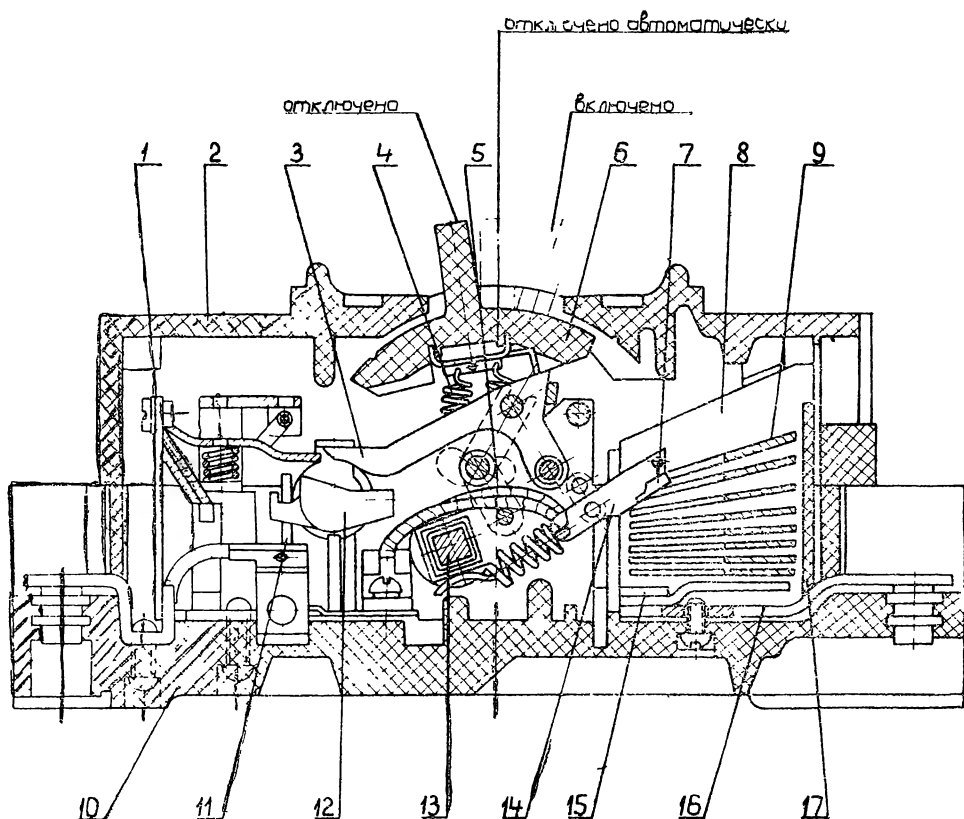 отключено автоматически
отключено
включено
1 2 3 4 5 6 7 8 9
10 11 12 13 14 15 16 17